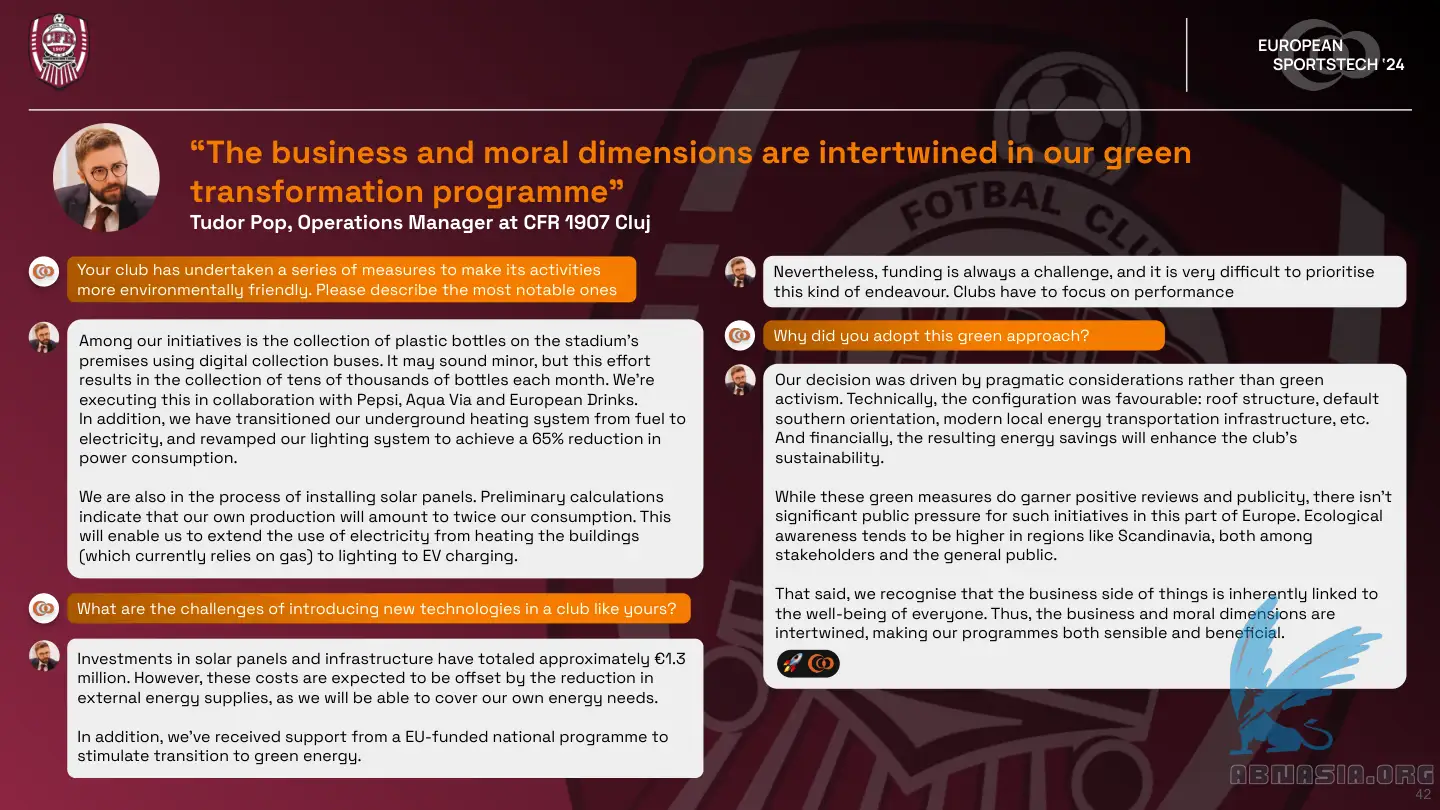 CFR
1907
EUROPEAN
SPORTSTECH '24
FOTBAL CLU
“The business and moral dimensions are intertwined in our green
transformation programme”
Tudor Pop, Operations Manager at CFR 1907 Cluj
Your club has undertaken a series of measures to make its activities
more environmentally friendly. Please describe the most notable ones
Among our initiatives is the collection of plastic bottles on the stadium's
premises using digital collection buses. It may sound minor, but this effort
results in the collection of tens of thousands of bottles each month. We're
executing this in collaboration with Pepsi, Aqua Via and European Drinks.
In addition, we have transitioned our underground heating system from fuel to
electricity, and revamped our lighting system to achieve a 65% reduction in
power consumption.
We are also in the process of installing solar panels. Preliminary calculations
indicate that our own production will amount to twice our consumption. This
will enable us to extend the use of electricity from heating the buildings
(which currently relies on gas) to lighting to EV charging.
What are the challenges of introducing new technologies in a club like yours?
Investments in solar panels and infrastructure have totaled approximately €1.3
million. However, these costs are expected to be offset by the reduction in
external energy supplies, as we will be able to cover our own energy needs.
In addition, we've received support from a EU-funded national programme to
stimulate transition to green energy.
Nevertheless, funding is always a challenge, and it is very difficult to prioritise
this kind of endeavour. Clubs have to focus on performance
Why did you adopt this green approach?
Our decision was driven by pragmatic considerations rather than green
activism. Technically, the configuration was favourable: roof structure, default
southern orientation, modern local energy transportation infrastructure, etc.
And financially, the resulting energy savings will enhance the club's
sustainability.
While these green measures do garner positive reviews and publicity, there isn't
significant public pressure for such initiatives in this part of Europe. Ecological
awareness tends to be higher in regions like Scandinavia, both among
stakeholders and the general public.
That said, we recognise that the business side of things is inherently linked to
the well-being of everyone. Thus, the business and moral dimensions are
intertwined, making our programmes both sensible and beneficial.
ABNASIA.ORG
42